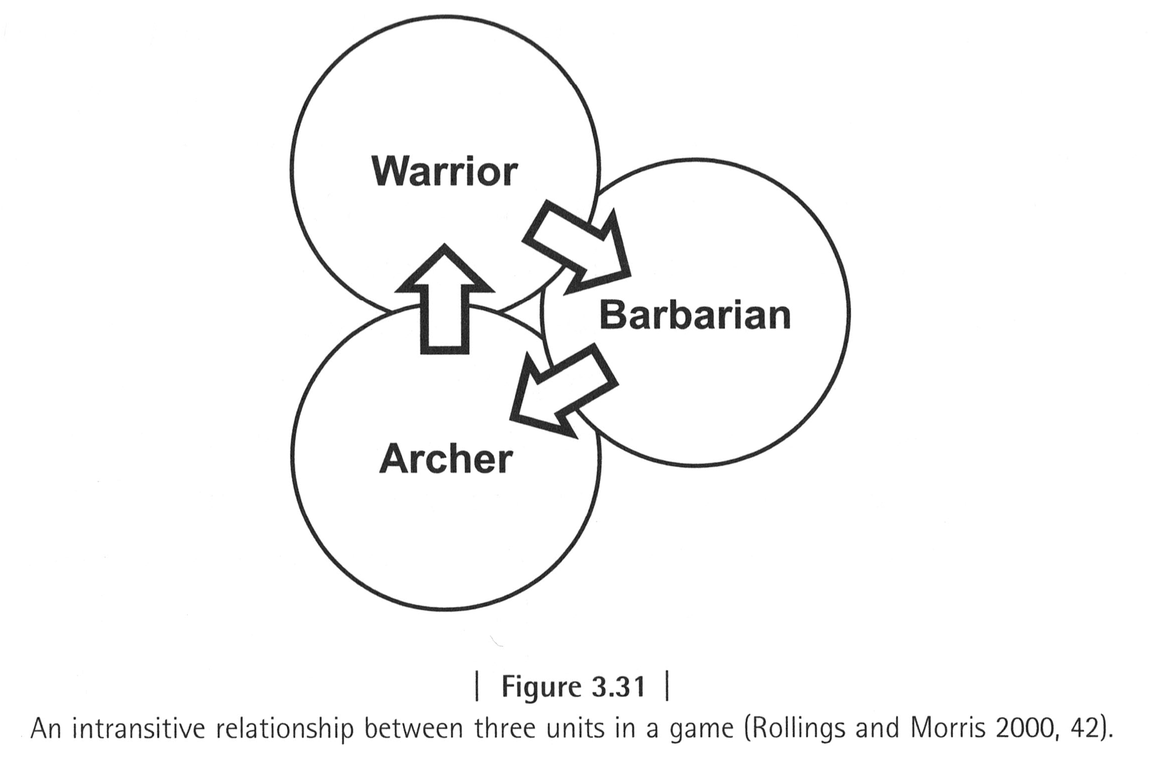 Warrior
Barbarian
Archer
| Figure 3.31 |
An intransitive relationship between three units in a game (Rollings and Morris 2000, 42).